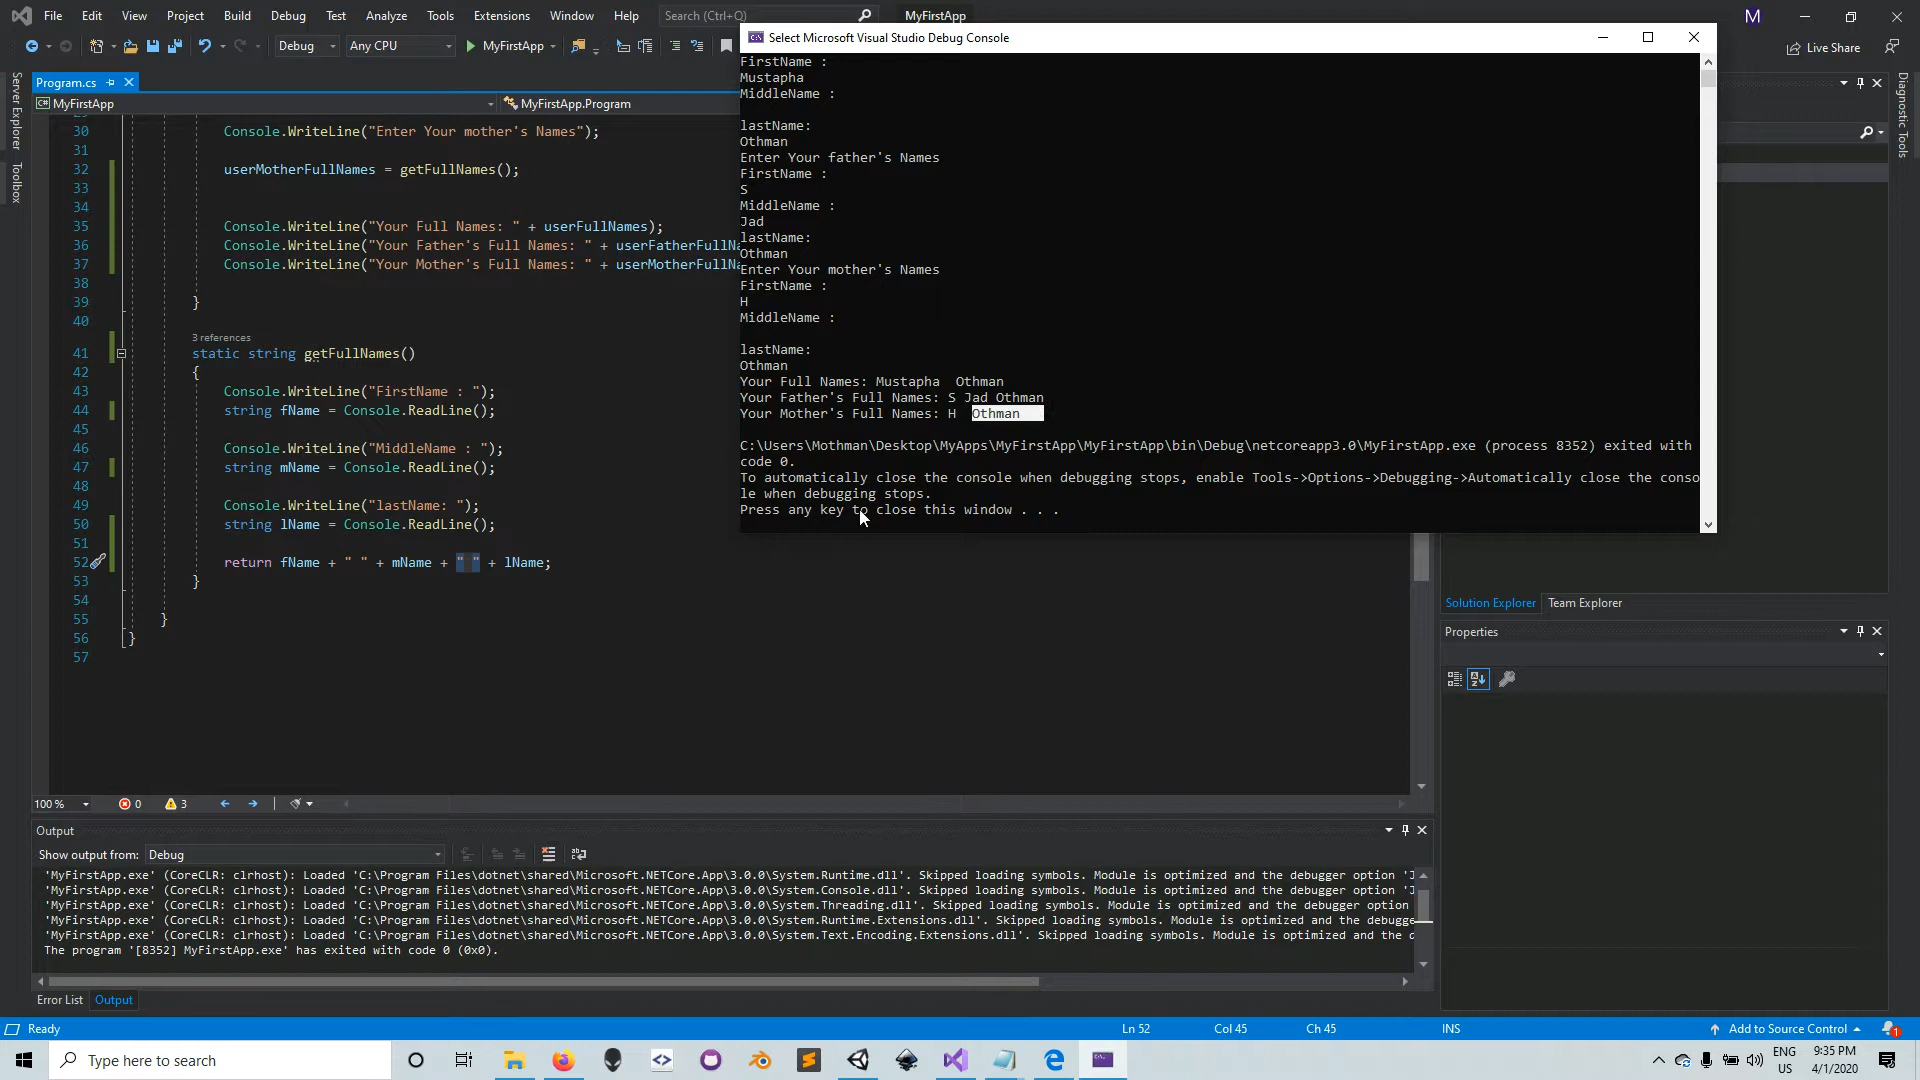 File Edit View Project Build Debug Test Analyze Tools Extensions Window Help Search (Ctrl+Q) MyFirstApp M
Debug Any CPU MyFirstApp Live Share
Select Microsoft Visual Studio Debug Console
Program.cs
MyFirstApp MyFirstApp.Program
Server Explorer
Toolbox
Diagnostic Tools
30 Console.WriteLine("Enter Your mother's Names");
31
32 userMotherFullNames = getFullNames();
33
34
35 Console.WriteLine("Your Full Names: " + userFullNames);
36 Console.WriteLine("Your Father's Full Names: " + userFatherFullNa
37 Console.WriteLine("Your Mother's Full Names: " + userMotherFullNa
38
39 }
40
3 references
41 static string getFullNames()
42 {
43 Console.WriteLine("FirstName : ");
44 string fName = Console.ReadLine();
45
46 Console.WriteLine("MiddleName : ");
47 string mName = Console.ReadLine();
48
49 Console.WriteLine("lastName: ");
50 string lName = Console.ReadLine();
51
52 return fName + " " + mName + " " + lName;
53 }
54
55 }
56 }
57
FirstName :
Mustapha
MiddleName :
lastName:
Othman
Enter Your father's Names
FirstName :
S
MiddleName :
Jad
lastName:
Othman
Enter Your mother's Names
FirstName :
H
MiddleName :
lastName:
Othman
Your Full Names: Mustapha  Othman
Your Father's Full Names: S Jad Othman
Your Mother's Full Names: H  Othman
C:\Users\Mothman\Desktop\MyApps\MyFirstApp\MyFirstApp\bin\Debug\netcoreapp3.0\MyFirstApp.exe (process 8352) exited with
code 0.
To automatically close the console when debugging stops, enable Tools->Options->Debugging->Automatically close the conso
le when debugging stops.
Press any key to close this window . . .
Solution Explorer Team Explorer
Properties
100 % 0 3
Output
Show output from: Debug
'MyFirstApp.exe' (CoreCLR: clrhost): Loaded 'C:\Program Files\dotnet\shared\Microsoft.NETCore.App\3.0.0\System.Runtime.dll'. Skipped loading symbols. Module is optimized and the debugger option 'J
'MyFirstApp.exe' (CoreCLR: clrhost): Loaded 'C:\Program Files\dotnet\shared\Microsoft.NETCore.App\3.0.0\System.Console.dll'. Skipped loading symbols. Module is optimized and the debugger option 'J
'MyFirstApp.exe' (CoreCLR: clrhost): Loaded 'C:\Program Files\dotnet\shared\Microsoft.NETCore.App\3.0.0\System.Threading.dll'. Skipped loading symbols. Module is optimized and the debugger option
'MyFirstApp.exe' (CoreCLR: clrhost): Loaded 'C:\Program Files\dotnet\shared\Microsoft.NETCore.App\3.0.0\System.Runtime.Extensions.dll'. Skipped loading symbols. Module is optimized and the debugge
'MyFirstApp.exe' (CoreCLR: clrhost): Loaded 'C:\Program Files\dotnet\shared\Microsoft.NETCore.App\3.0.0\System.Text.Encoding.Extensions.dll'. Skipped loading symbols. Module is optimized and the d
The program '[8352] MyFirstApp.exe' has exited with code 0 (0x0).
Error List Output
Ready Ln 52 Col 45 Ch 45 INS Add to Source Control 1
Type here to search ENG US 9:35 PM 4/1/2020